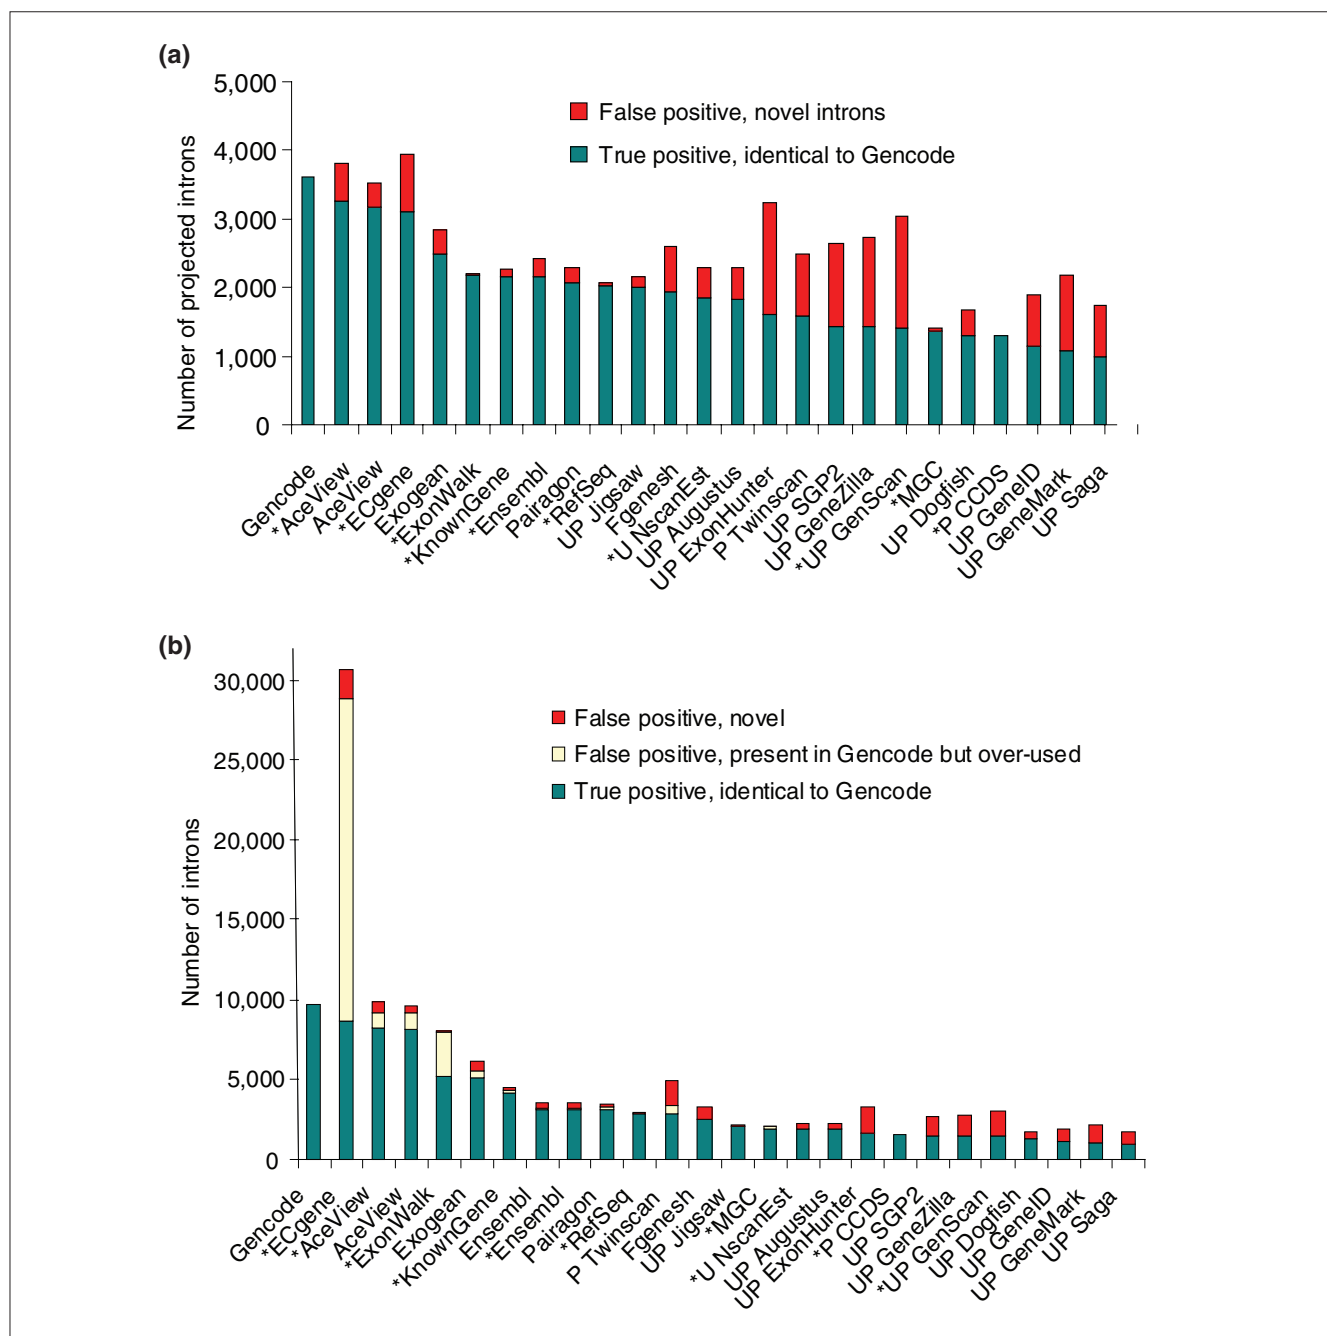 (a)
5,000
4,000
3,000
2,000
1,000
0
Number of projected introns
False positive, novel introns
True positive, identical to Gencode
Gencode
*AceView
AceView
*ECgene
Exogean
*ExonWalk
*KnownGene
*Ensembl
Pairagon
*RefSeq
UP Jigsaw
Fgenesh
*U NscanEst
UP Augustus
UP ExonHunter
P Twinscan
UP SGP2
UP GeneZilla
*UP GenScan
*MGC
UP Dogfish
*P CCDS
UP GeneID
UP GeneMark
UP Saga
(b)
30,000
25,000
20,000
15,000
10,000
5,000
0
Number of introns
False positive, novel
False positive, present in Gencode but over-used
True positive, identical to Gencode
Gencode
*ECgene
*AceView
AceView
*ExonWalk
Exogean
*KnownGene
Ensembl
*Ensembl
Pairagon
*RefSeq
P Twinscan
Fgenesh
UP Jigsaw
*MGC
*U NscanEst
UP Augustus
UP ExonHunter
*P CCDS
UP SGP2
UP GeneZilla
*UP GenScan
UP Dogfish
UP GeneID
UP GeneMark
UP Saga